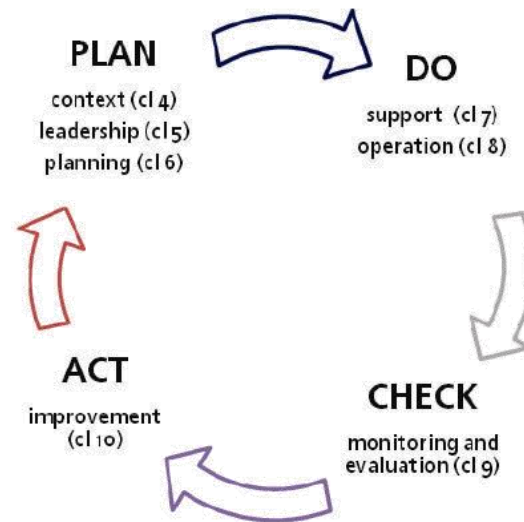 PLAN
context (cl 4)
leadership (cl 5)
planning (cl 6)
DO
support (cl 7)
operation (cl 8)
ACT
improvement
(cl 10)
CHECK
monitoring and
evaluation (cl 9)